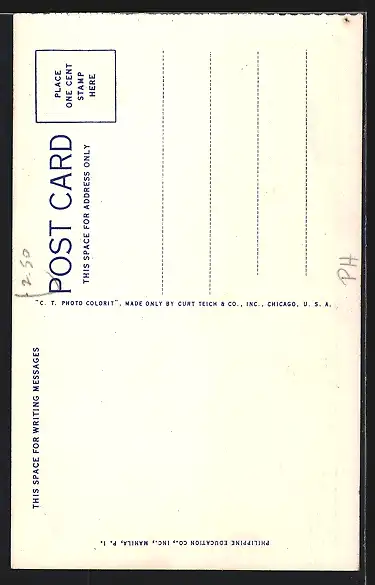 PLACE
ONE CENT
STAMP
HERE
POST CARD
THIS SPACE FOR ADDRESS ONLY
2-50
PH
"C. T. PHOTO COLORIT", MADE ONLY BY CURT TEICH & CO., INC., CHICAGO, U. S. A.
THIS SPACE FOR WRITING MESSAGES
PHILIPPINE EDUCATION CO., INC., MANILA, P. I.